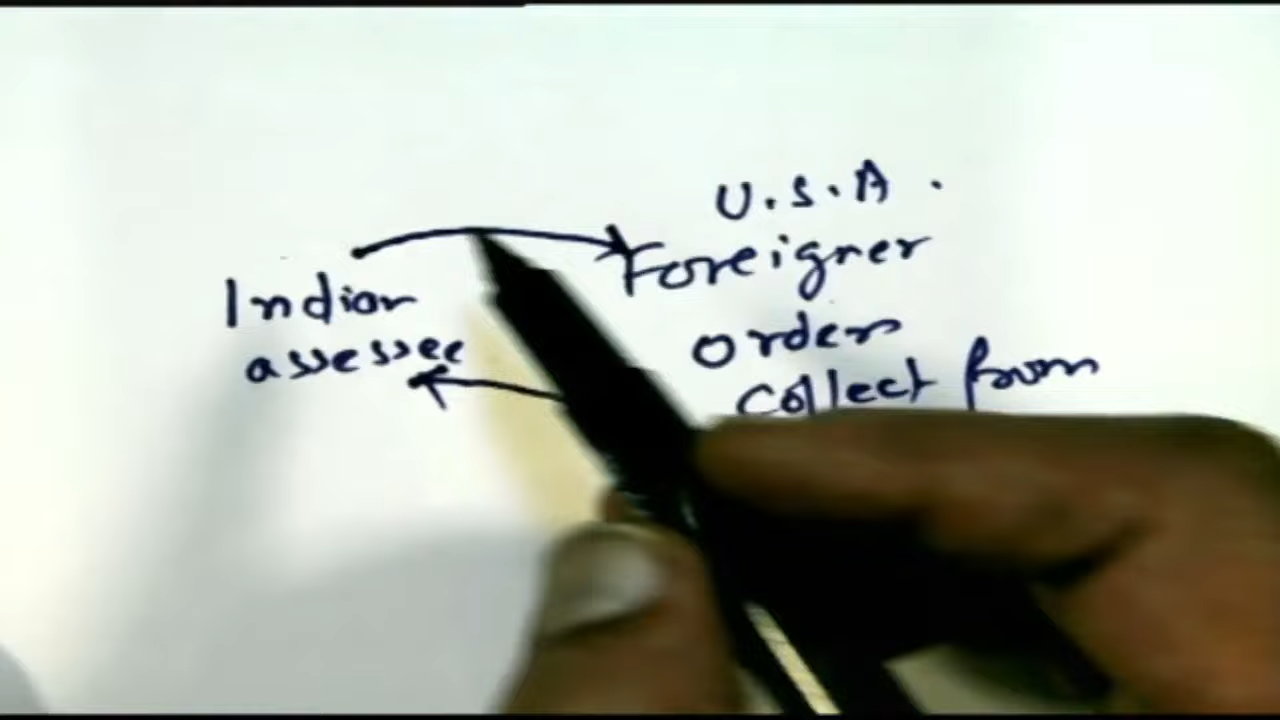 U.S.A.
Foreigner
Indian
assessee
order
collect from